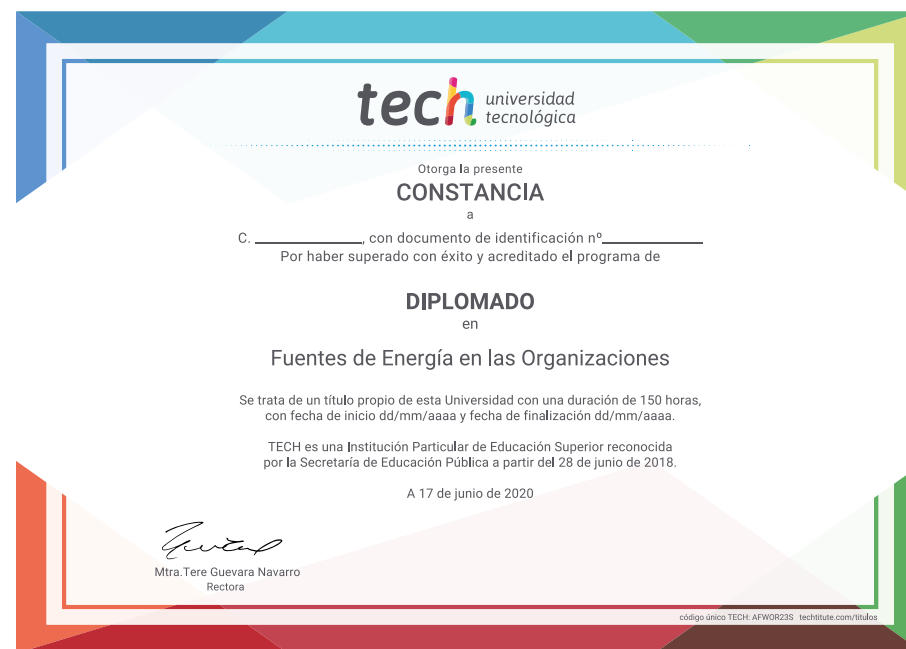 tech universidad
tecnológica
Otorga la presente
CONSTANCIA
a
C. ______________, con documento de identificación nº_____________
Por haber superado con éxito y acreditado el programa de
DIPLOMADO
en
Fuentes de Energía en las Organizaciones
Se trata de un título propio de esta Universidad con una duración de 150 horas,
con fecha de inicio dd/mm/aaaa y fecha de finalización dd/mm/aaaa.
TECH es una Institución Particular de Educación Superior reconocida
por la Secretaría de Educación Pública a partir del 28 de junio de 2018.
A 17 de junio de 2020
Mtra.Tere Guevara Navarro
Rectora
código único TECH: AFWOR23S techtitute.com/titulos